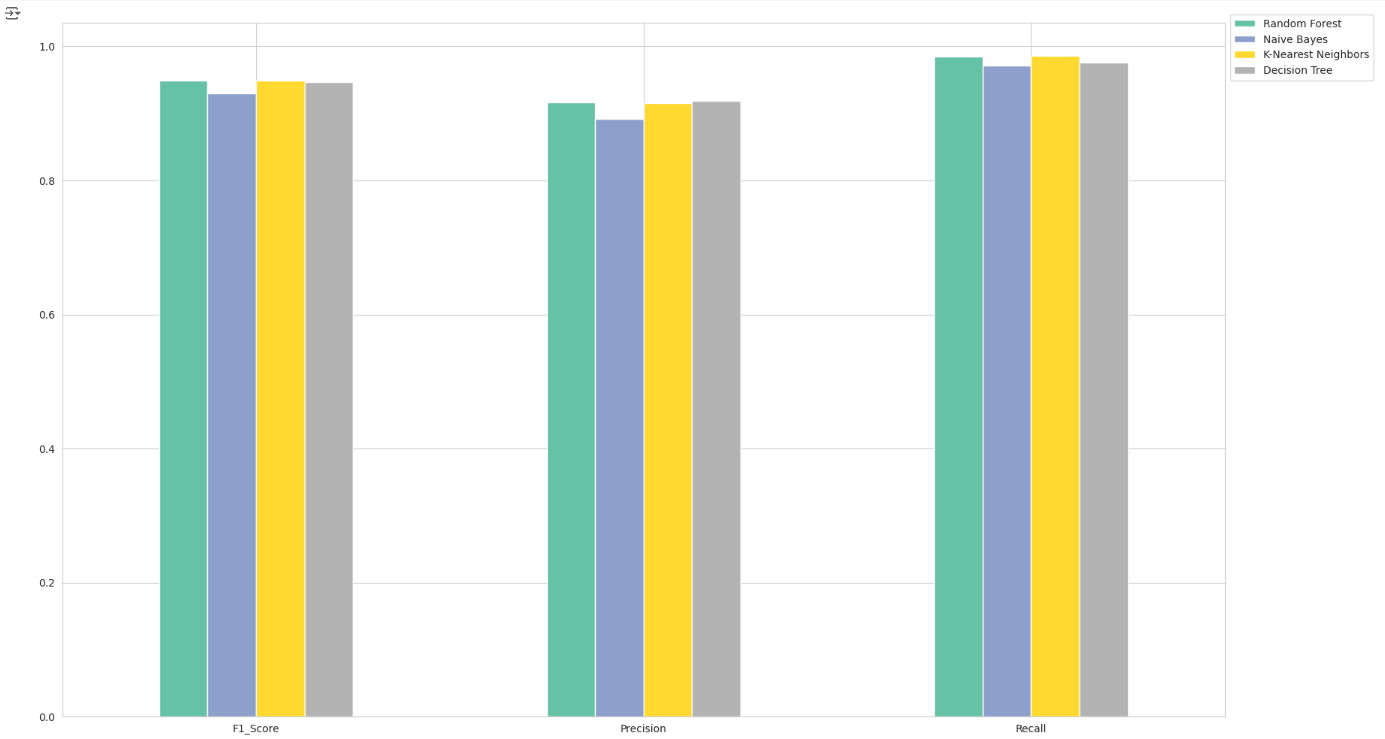 Random Forest
Naive Bayes
K-Nearest Neighbors
Decision Tree
1.0
0.8
0.6
0.4
0.2
0.0
F1_Score Precision Recall